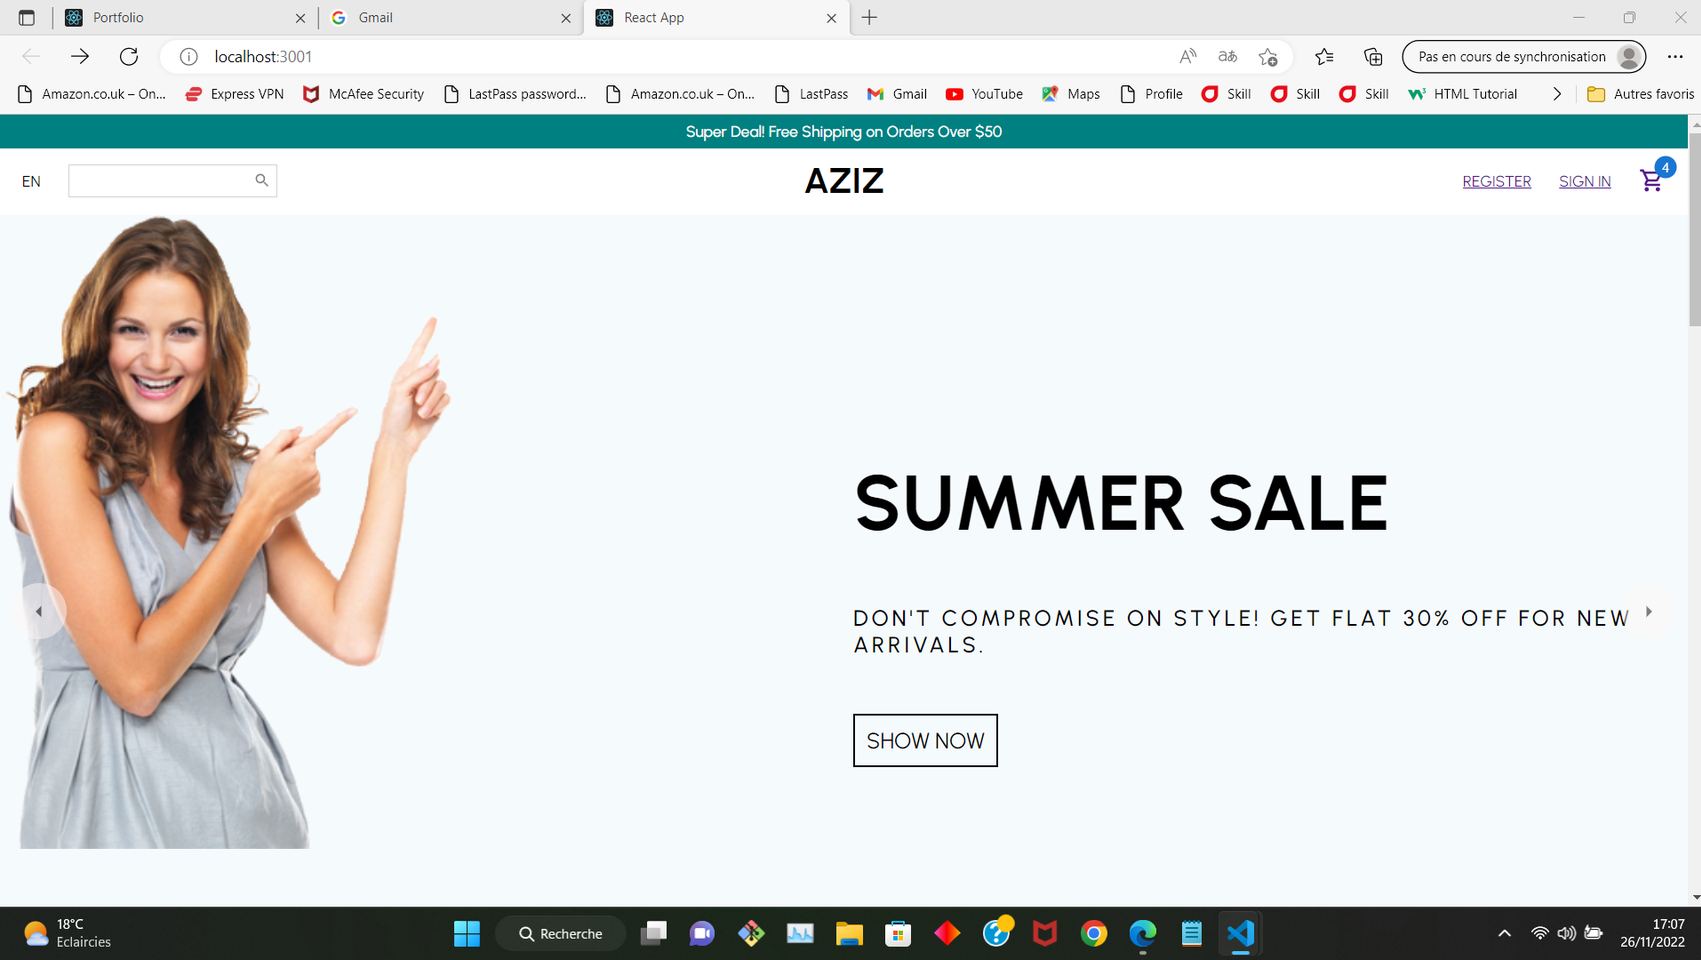 Portfolio
Gmail
React App
localhost:3001
Pas en cours de synchronisation
Amazon.co.uk – On...
Express VPN
McAfee Security
LastPass password...
Amazon.co.uk – On...
LastPass
Gmail
YouTube
Maps
Profile
Skill
Skill
Skill
HTML Tutorial
Autres favoris
Super Deal! Free Shipping on Orders Over $50
EN
AZIZ
REGISTER
SIGN IN
4
SUMMER SALE
DON'T COMPROMISE ON STYLE! GET FLAT 30% OFF FOR NEW
ARRIVALS.
SHOW NOW
18°C
Eclaircies
Recherche
17:07
26/11/2022